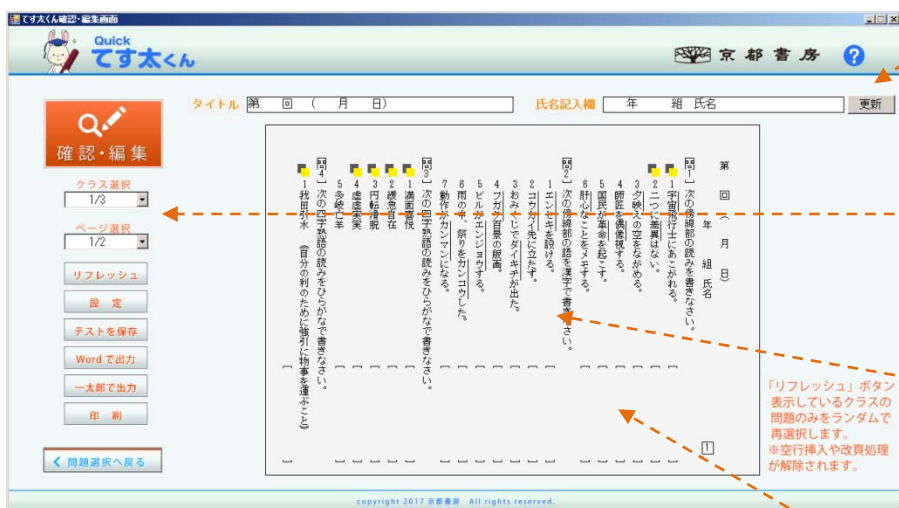 てす太くん確認・編集画面
Quick
てす太くん
京都書房
?
タイトル 第 回 ( 月 日)
氏名記入欄 年 組 氏名
更新
確認・編集
クラス選択
1/3
ページ選択
1/2
リフレッシュ
設 定
テストを保存
Wordで出力
一太郎で出力
印 刷
問題選択へ戻る
第 回 ( 月 日)
年 組 氏名
[問1] 次の傍線部の読みを書きなさい。
1 宇宙飛行士にあこがれる。
2 二つに差異はない。
3 夕映えの空をながめる。
4 師匠を偶像視する。
5 国民が革命を起こす。
6 肝心なことをメモする。
[問2] 次の傍線部の語を漢字で書きなさい。
1 エンセキを設ける。
2 コウカイ先に立たず。
3 おみくじでダイキチが出た。
4 フガク百景の版画。
5 ビルがエンジョウする。
6 雨の中、祭りをカンコウした。
7 動作がカンマンになる。
[問3] 次の四字熟語の読みをひらがなで書きなさい。
1 満面喜悦
2 緩急自在
3 円転滑脱
4 虚虚実実
5 多岐亡羊
[問4] 次の四字熟語の読みをひらがなで書きなさい。
1 我田引水 《自分の利のために強引に物事を運ぶこと》
1
「リフレッシュ」ボタン
表示しているクラスの
問題のみをランダムで
再選択します。
※空行挿入や改頁処理
が解除されます。
copyright 2017 京都書房 All rights reserved.